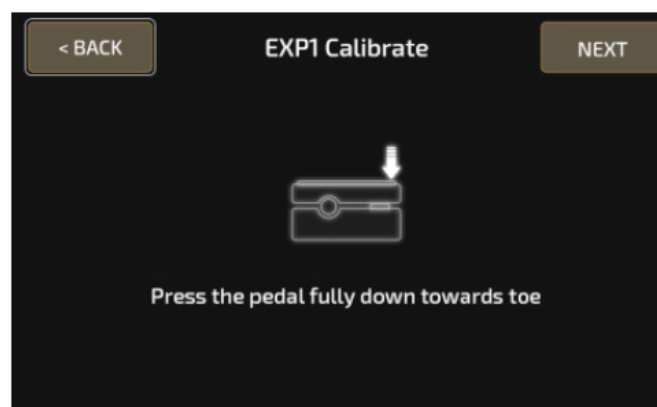 < BACK
EXP1 Calibrate
NEXT
Press the pedal fully down towards toe